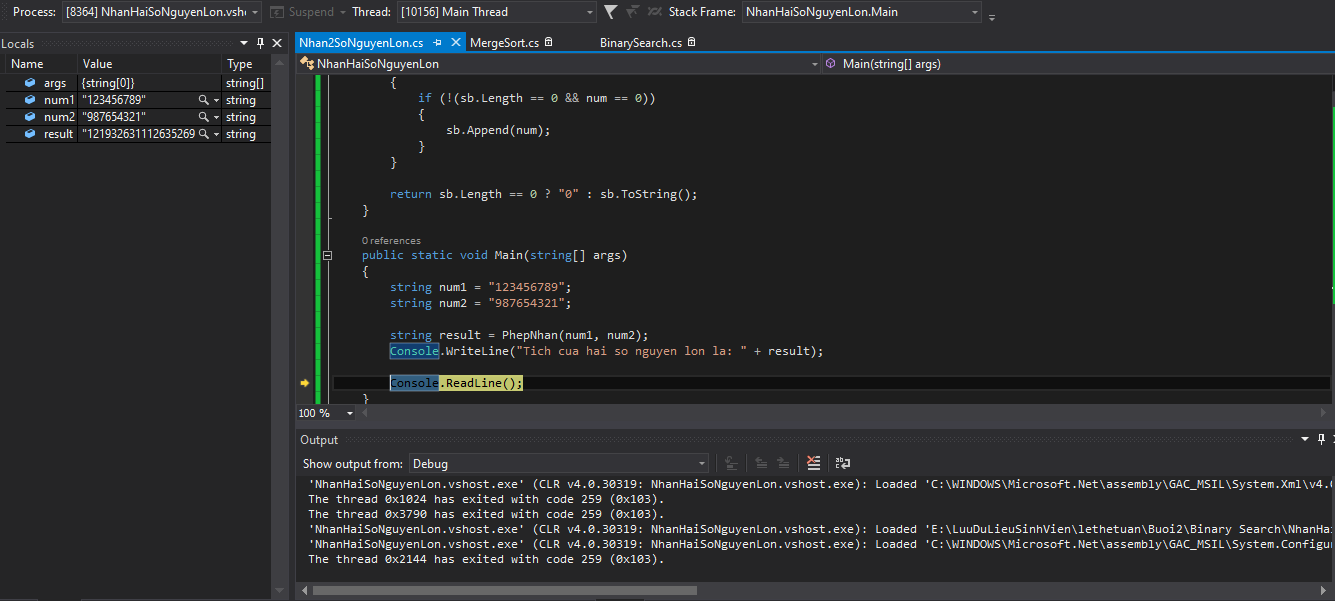 Process: [8364] NhanHaiSoNguyenLon.vsh Suspend Thread: [10156] Main Thread Stack Frame: NhanHaiSoNguyenLon.Main
Locals
Name Value Type
args {string[0]} string[]
num1 "123456789" string
num2 "987654321" string
result "121932631112635269 string
Nhan2SoNguyenLon.cs MergeSort.cs BinarySearch.cs
NhanHaiSoNguyenLon Main(string[] args)
{
if (!(sb.Length == 0 && num == 0))
{
sb.Append(num);
}
}
return sb.Length == 0 ? "0" : sb.ToString();
}
0 references
public static void Main(string[] args)
{
string num1 = "123456789";
string num2 = "987654321";
string result = PhepNhan(num1, num2);
Console.WriteLine("Tich cua hai so nguyen lon la: " + result);
Console.ReadLine();
}
100 %
Output
Show output from: Debug
'NhanHaiSoNguyenLon.vshost.exe' (CLR v4.0.30319: NhanHaiSoNguyenLon.vshost.exe): Loaded 'C:\WINDOWS\Microsoft.Net\assembly\GAC_MSIL\System.Xml\v4.0
The thread 0x1024 has exited with code 259 (0x103).
The thread 0x3790 has exited with code 259 (0x103).
'NhanHaiSoNguyenLon.vshost.exe' (CLR v4.0.30319: NhanHaiSoNguyenLon.vshost.exe): Loaded 'E:\LuuDuLieuSinhVien\lethetuan\Buoi2\Binary Search\NhanHai
'NhanHaiSoNguyenLon.vshost.exe' (CLR v4.0.30319: NhanHaiSoNguyenLon.vshost.exe): Loaded 'C:\WINDOWS\Microsoft.Net\assembly\GAC_MSIL\System.Configur
The thread 0x2144 has exited with code 259 (0x103).